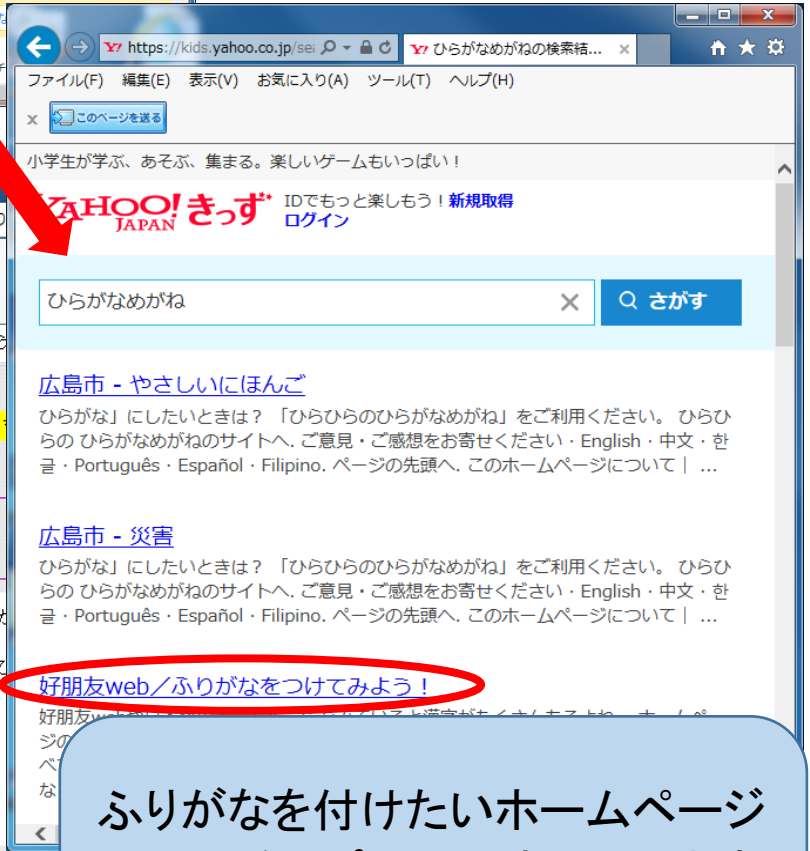 https://kids.yahoo.co.jp/sea
ひらがなめがねの検索結...
ファイル(F) 編集(E) 表示(V) お気に入り(A) ツール(T) ヘルプ(H)
x このページを送る
小学生が学ぶ、あそぶ、集まる。楽しいゲームもいっぱい！
YAHOO! JAPAN きっず IDでもっと楽しもう！新規取得
ログイン
ひらがなめがね さがす
広島市 - やさしいにほんご
ひらがな」にしたいときは？ 「ひらひらのひらがなめがね」をご利用ください。 ひらひ
らの ひらがなめがねのサイトへ. ご意見・ご感想をお寄せください · English · 中文 · 한
글 · Português · Español · Filipino. ページの先頭へ. このホームページについて｜ ...
広島市 - 災害
ひらがな」にしたいときは？ 「ひらひらのひらがなめがね」をご利用ください。 ひらひ
らの ひらがなめがねのサイトへ. ご意見・ご感想をお寄せください · English · 中文 · 한
글 · Português · Español · Filipino. ページの先頭へ. このホームページについて｜ ...
好朋友web／ふりがなをつけてみよう！
好朋友
ジの
ふりがなを付けたいホームページ